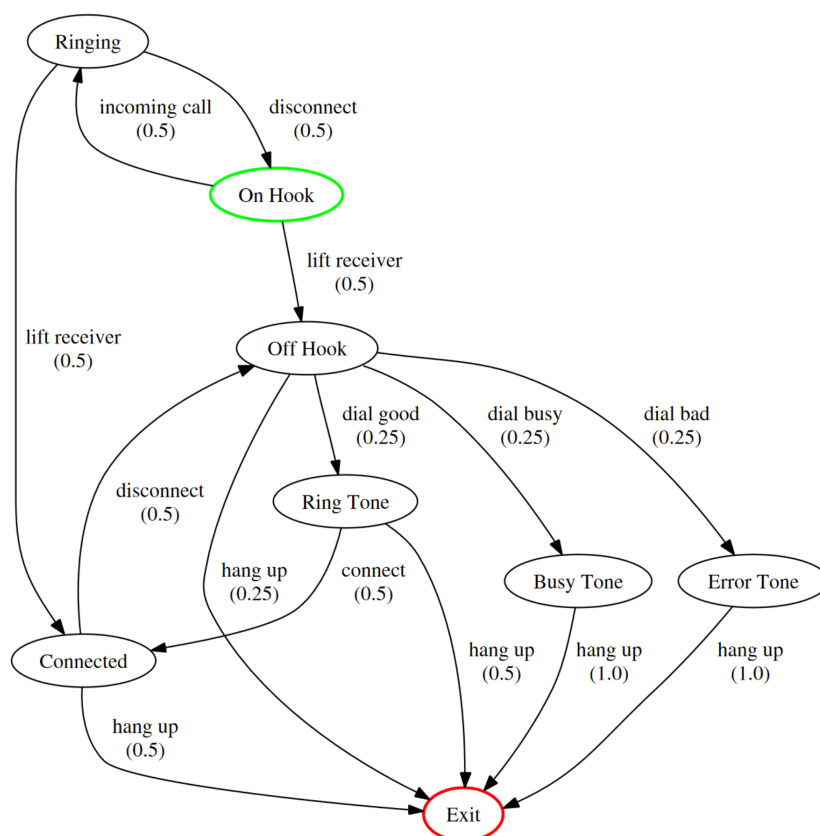 Ringing
incoming call
(0.5)
disconnect
(0.5)
On Hook
lift receiver
(0.5)
lift receiver
(0.5)
Off Hook
dial good
(0.25)
dial busy
(0.25)
dial bad
(0.25)
disconnect
(0.5)
Ring Tone
hang up
(0.25)
connect
(0.5)
Busy Tone
Error Tone
Connected
hang up
(0.5)
hang up
(1.0)
hang up
(1.0)
hang up
(0.5)
Exit